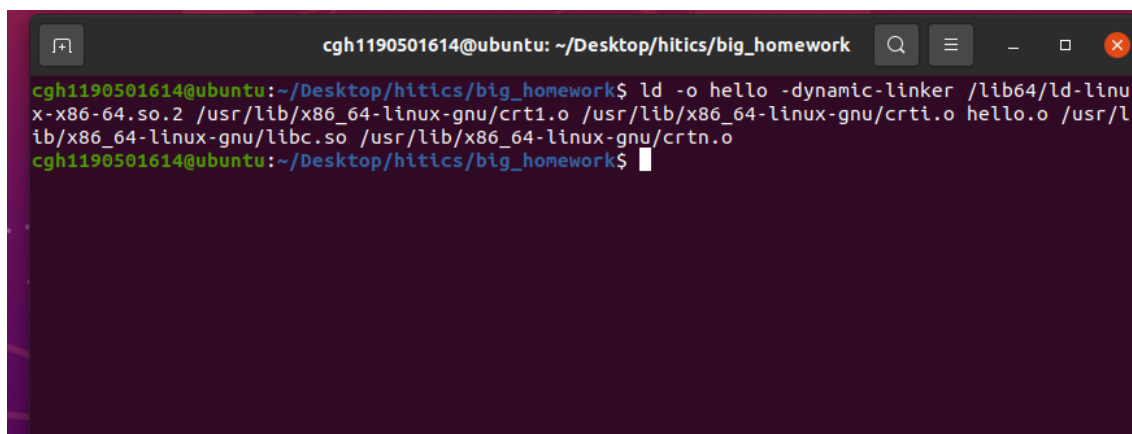 cgh1190501614@ubuntu: ~/Desktop/hitics/big_homework
cgh1190501614@ubuntu:~/Desktop/hitics/big_homework$ ld -o hello -dynamic-linker /lib64/ld-linu
x-x86-64.so.2 /usr/lib/x86_64-linux-gnu/crt1.o /usr/lib/x86_64-linux-gnu/crti.o hello.o /usr/l
ib/x86_64-linux-gnu/libc.so /usr/lib/x86_64-linux-gnu/crtn.o
cgh1190501614@ubuntu:~/Desktop/hitics/big_homework$